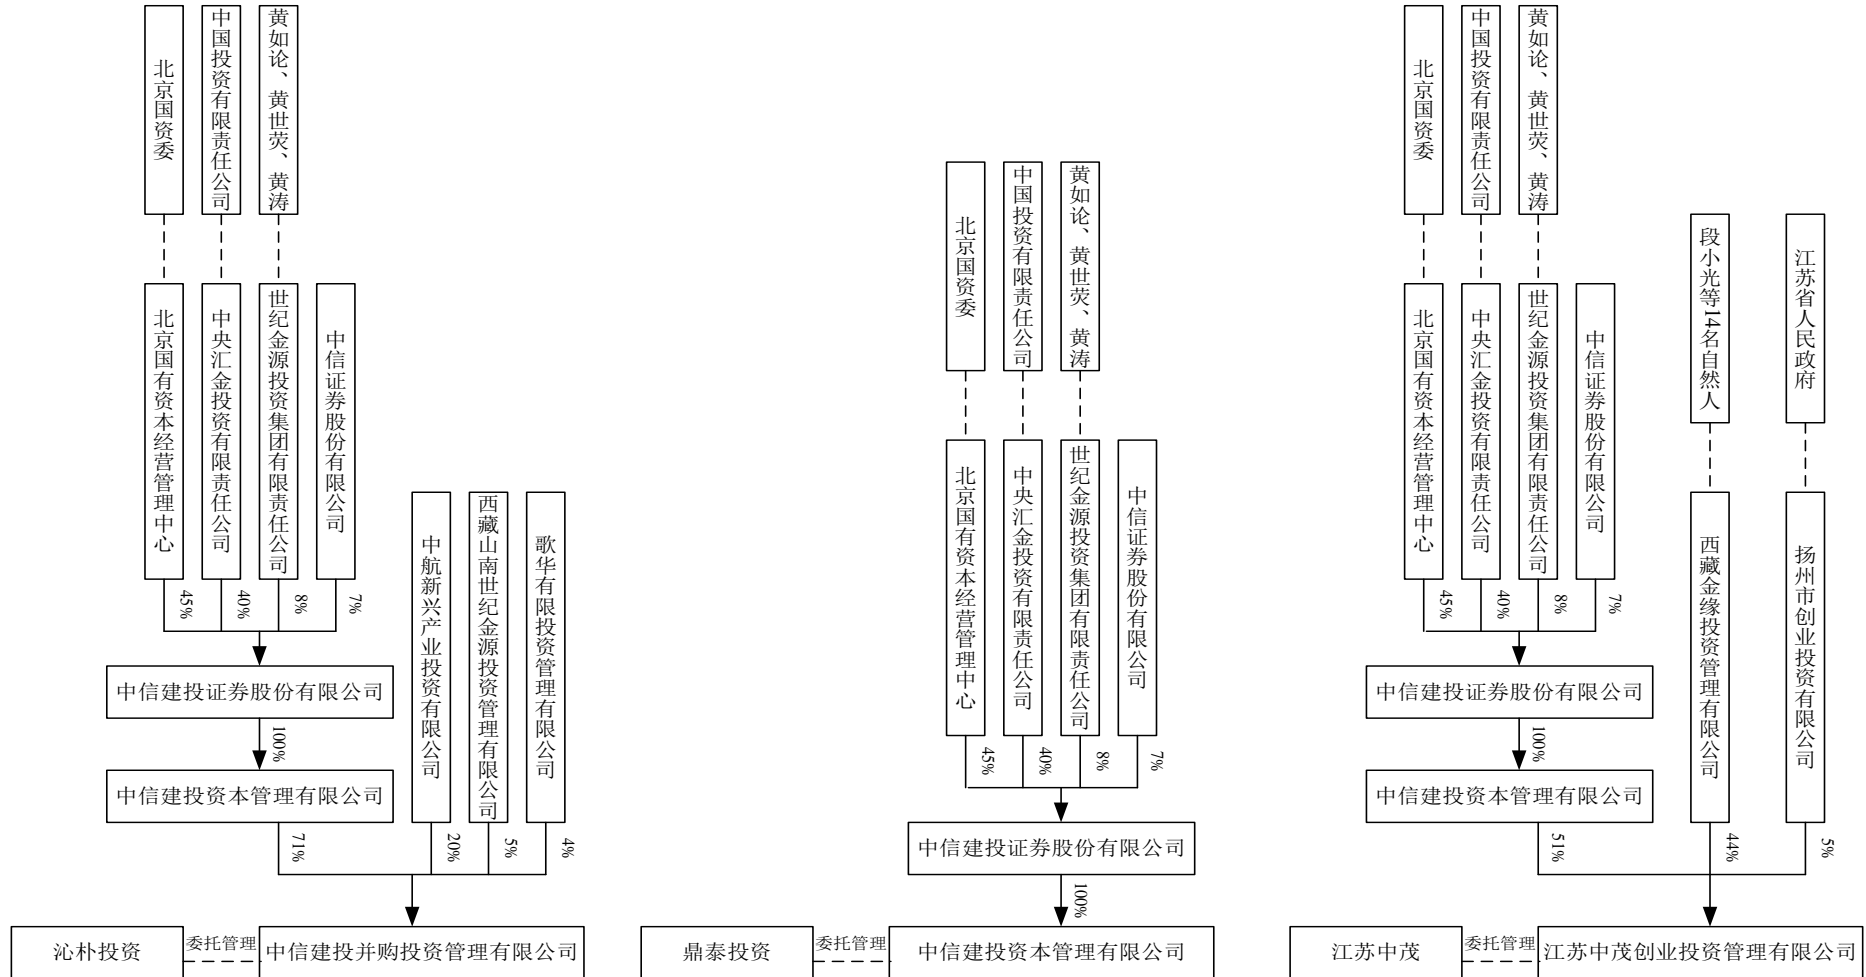 北京国资委
中国投资有限责任公司
黄如论、黄世荧、黄涛
北京国有资本经营管理中心
中央汇金投资有限责任公司
世纪金源投资集团有限责任公司
中信证券股份有限公司
45%
40%
8%
7%
中信建投证券股份有限公司
100%
中信建投资本管理有限公司
中航新兴产业投资有限公司
西藏山南世纪金源投资管理有限公司
歌华有限投资管理有限公司
71%
20%
5%
4%
沁朴投资
委托管理
中信建投并购投资管理有限公司
北京国资委
中国投资有限责任公司
黄如论、黄世荧、黄涛
北京国有资本经营管理中心
中央汇金投资有限责任公司
世纪金源投资集团有限责任公司
中信证券股份有限公司
45%
40%
8%
7%
中信建投证券股份有限公司
100%
鼎泰投资
委托管理
中信建投资本管理有限公司
北京国资委
中国投资有限责任公司
黄如论、黄世荧、黄涛
北京国有资本经营管理中心
中央汇金投资有限责任公司
世纪金源投资集团有限责任公司
中信证券股份有限公司
45%
40%
8%
7%
中信建投证券股份有限公司
100%
中信建投资本管理有限公司
段小光等14名自然人
江苏省人民政府
西藏金缘投资管理有限公司
扬州市创业投资有限公司
51%
44%
5%
江苏中茂
委托管理
江苏中茂创业投资管理有限公司